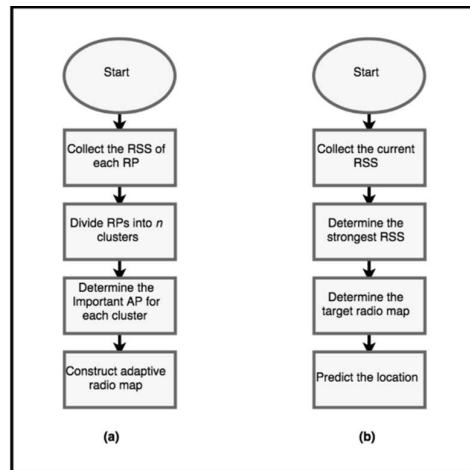 Start
Collect the RSS of
each RP
Divide RPs into n
clusters
Determine the
Important AP for
each cluster
Construct adaptive
radio map
(a)
Start
Collect the current
RSS
Determine the
strongest RSS
Determine the
target radio map
Predict the location
(b)